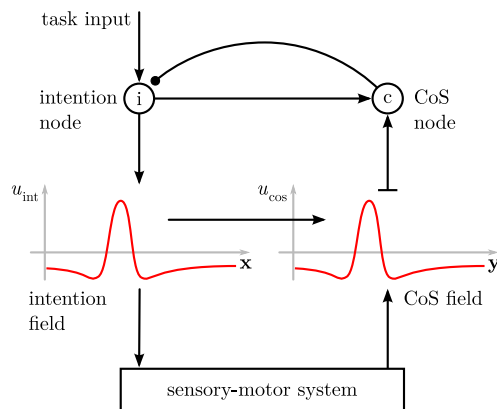 task input
intention
node
i
c
CoS
node
u_int
u_cos
x
y
intention
field
CoS field
sensory-motor system